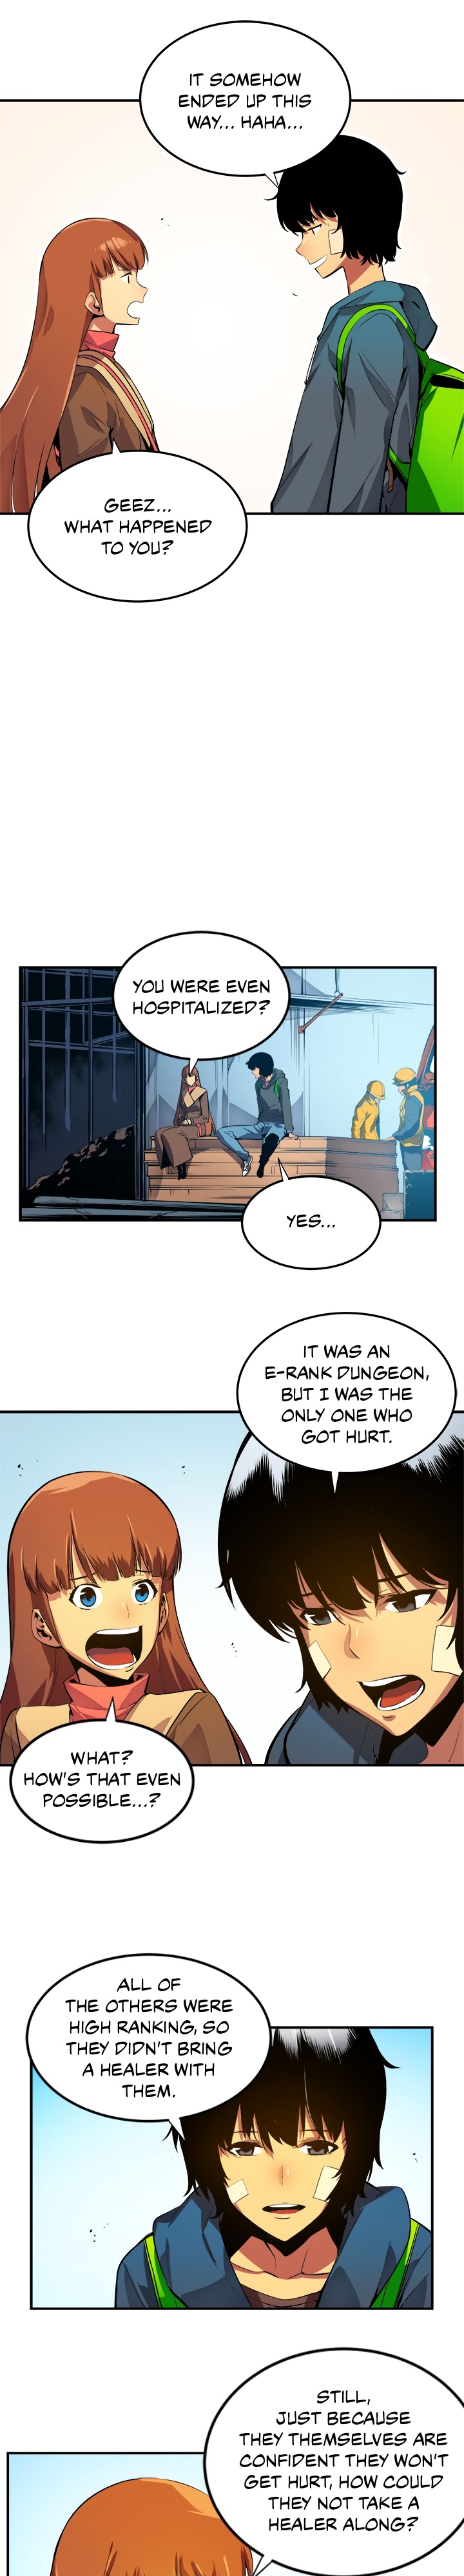 IT SOMEHOW
ENDED UP THIS
WAY... HAHA...
GEEZ...
WHAT HAPPENED
TO YOU?
YOU WERE EVEN
HOSPITALIZED?
YES...
IT WAS AN
E-RANK DUNGEON,
BUT I WAS THE
ONLY ONE WHO
GOT HURT.
WHAT?
HOW'S THAT EVEN
POSSIBLE...?
ALL OF
THE OTHERS WERE
HIGH RANKING, SO
THEY DIDN'T BRING
A HEALER WITH
THEM.
STILL,
JUST BECAUSE
THEY THEMSELVES ARE
CONFIDENT THEY WON'T
GET HURT, HOW COULD
THEY NOT TAKE A
HEALER ALONG?